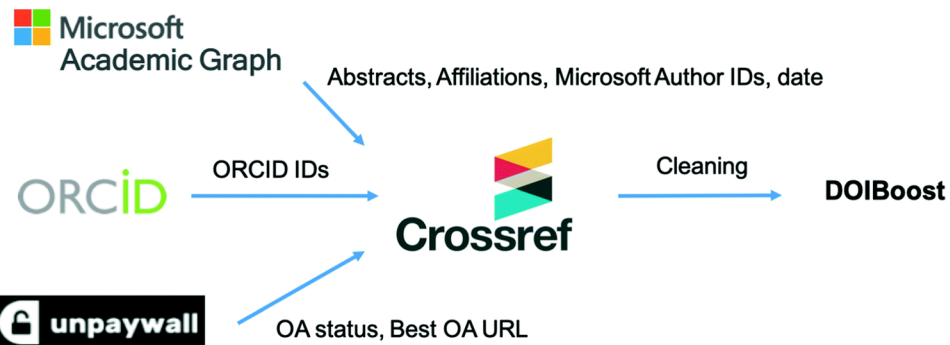 Microsoft
Academic Graph
Abstracts, Affiliations, Microsoft Author IDs, date
ORCID
ORCID IDs
Crossref
Cleaning
DOIBoost
unpaywall
OA status, Best OA URL